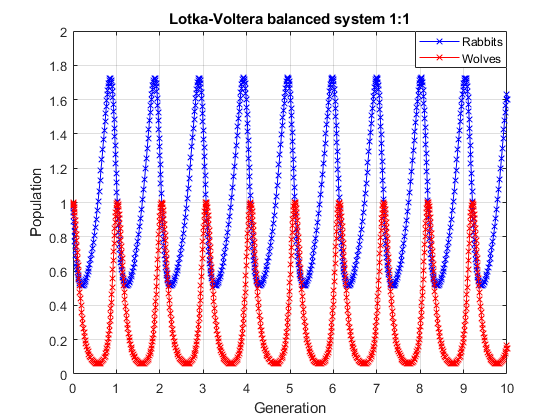 Lotka-Voltera balanced system 1:1
Rabbits
Wolves
Population
2
1.8
1.6
1.4
1.2
1
0.8
0.6
0.4
0.2
0
0 1 2 3 4 5 6 7 8 9 10
Generation